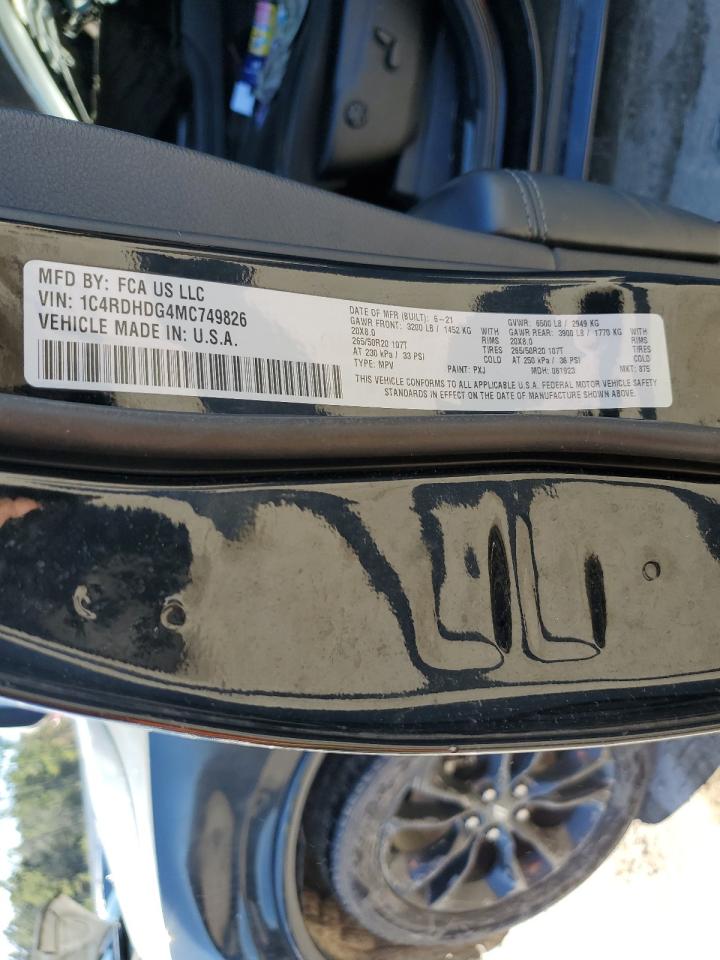 MFD BY: FCA US LLC
VIN: 1C4RDHDG4MC749826
VEHICLE MADE IN: U.S.A.
DATE OF MFR (BUILT): 6-21 GVWR: 6500 LB / 2949 KG
GAWR FRONT: 3200 LB / 1452 KG WITH GAWR REAR: 3900 LB / 1770 KG WITH
20X8.0 RIMS 20X8.0 RIMS
265/50R20 107T TIRES 265/50R20 107T TIRES
AT 230 kPa / 33 PSI COLD AT 250 kPa / 36 PSI COLD
TYPE: MPV PAINT: PXJ MDH: 061923 MKT: 875
THIS VEHICLE CONFORMS TO ALL APPLICABLE U.S.A. FEDERAL MOTOR VEHICLE SAFETY
STANDARDS IN EFFECT ON THE DATE OF MANUFACTURE SHOWN ABOVE.